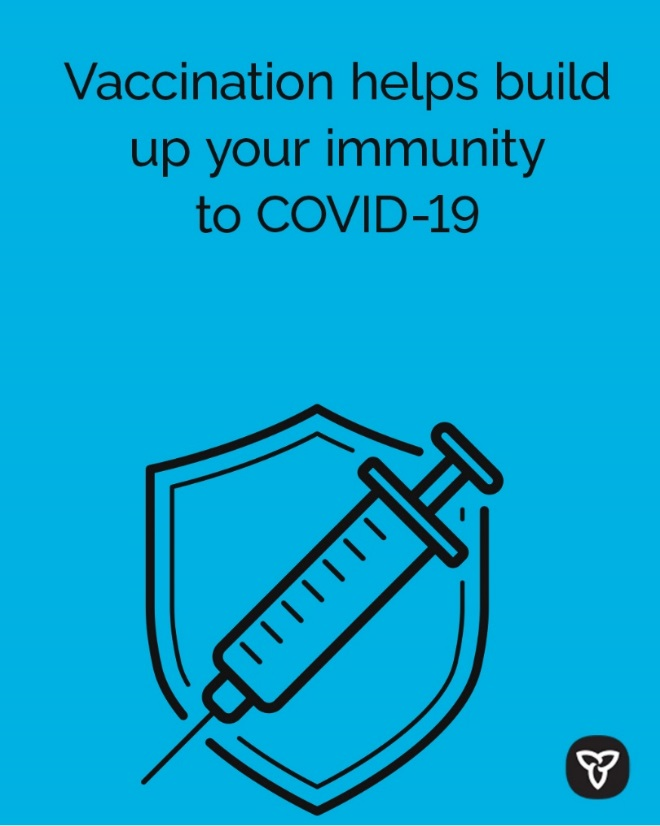 Vaccination helps build
up your immunity
to COVID-19